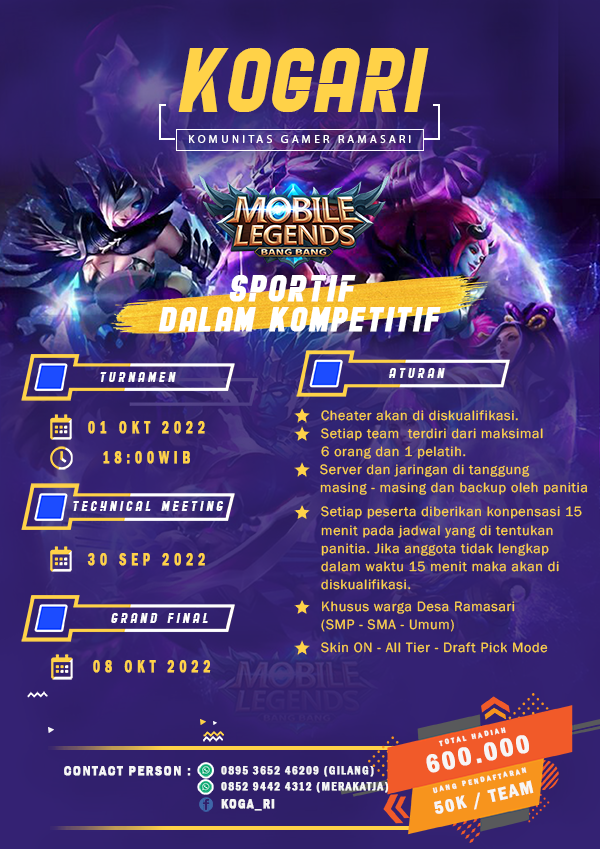 KOGARI
KOMUNITAS GAMER RAMASARI
MOBILE
LEGENDS
BANG BANG
SPORTIF
DALAM KOMPETITIF
TURNAMEN
01 OKT 2022
18:00WIB
TECHNICAL MEETING
30 SEP 2022
GRAND FINAL
08 OKT 2022
ATURAN
Cheater akan di diskualifikasi.
Setiap team terdiri dari maksimal
6 orang dan 1 pelatih.
Server dan jaringan di tanggung
masing - masing dan backup oleh panitia
Setiap peserta diberikan konpensasi 15
menit pada jadwal yang di tentukan
panitia. Jika anggota tidak lengkap
dalam waktu 15 menit maka akan di
diskualifikasi.
Khusus warga Desa Ramasari
(SMP - SMA - Umum)
Skin ON - All Tier - Draft Pick Mode
MOBILE
LEGENDS
BANG BANG
CONTACT PERSON :
0895 3652 46209 (GILANG)
0852 9442 4312 (MERAKATJA)
KOGA_RI
TOTAL HADIAH
600.000
UANG PENDAFTARAN
50K / TEAM